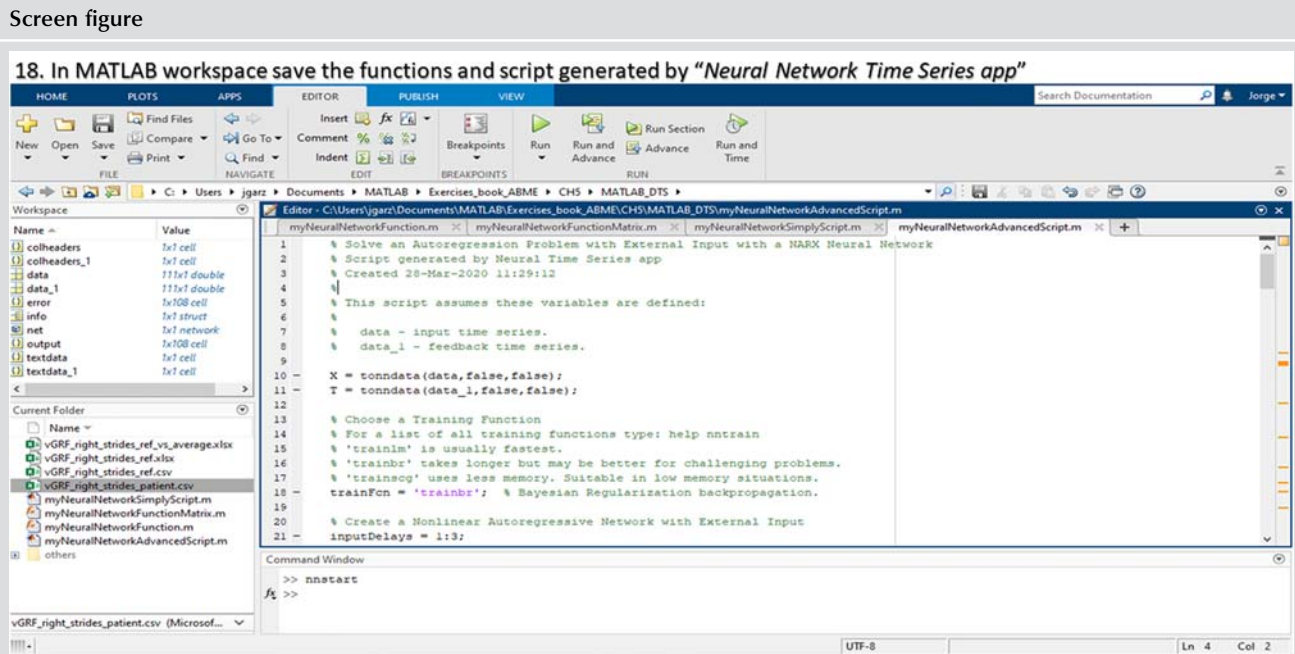 Screen figure
18. In MATLAB workspace save the functions and script generated by “Neural Network Time Series app”
HOME PLOTS APPS EDITOR PUBLISH VIEW Search Documentation Jorge
New Open Save Find Files Compare Print FILE
Go To Find NAVIGATE
Insert fx Comment % Indent EDIT
Breakpoints BREAKPOINTS
Run Run and Advance Run Section Advance Run and Time RUN
C: Users jgarz Documents MATLAB Exercises_book_ABME CH5 MATLAB_DTS
Workspace
Name Value
colheaders 1x1 cell
colheaders_1 1x1 cell
data 111x1 double
data_1 111x1 double
error 1x108 cell
info 1x1 struct
net 1x1 network
output 1x108 cell
textdata 1x1 cell
textdata_1 1x1 cell
Current Folder
Name
vGRF_right_strides_ref_vs_average.xlsx
vGRF_right_strides_ref.xlsx
vGRF_right_strides_ref.csv
vGRF_right_strides_patient.csv
myNeuralNetworkSimplyScript.m
myNeuralNetworkFunctionMatrix.m
myNeuralNetworkFunction.m
myNeuralNetworkAdvancedScript.m
others
vGRF_right_strides_patient.csv (Microsof...
Editor - C:\Users\jgarz\Documents\MATLAB\Exercises_book_ABME\CH5\MATLAB_DTS\myNeuralNetworkAdvancedScript.m
myNeuralNetworkFunction.m myNeuralNetworkFunctionMatrix.m myNeuralNetworkSimplyScript.m myNeuralNetworkAdvancedScript.m
1 % Solve an Autoregression Problem with External Input with a NARX Neural Network
2 % Script generated by Neural Time Series app
3 % Created 28-Mar-2020 11:29:12
4 %
5 % This script assumes these variables are defined:
6 %
7 % data - input time series.
8 % data_1 - feedback time series.
9
10 - X = tonndata(data,false,false);
11 - T = tonndata(data_1,false,false);
12
13 % Choose a Training Function
14 % For a list of all training functions type: help nntrain
15 % 'trainlm' is usually fastest.
16 % 'trainbr' takes longer but may be better for challenging problems.
17 % 'trainscg' uses less memory. Suitable in low memory situations.
18 - trainFcn = 'trainbr'; % Bayesian Regularization backpropagation.
19
20 % Create a Nonlinear Autoregressive Network with External Input
21 - inputDelays = 1:3;
Command Window
>> nnstart
fx >>
UTF-8 Ln 4 Col 2